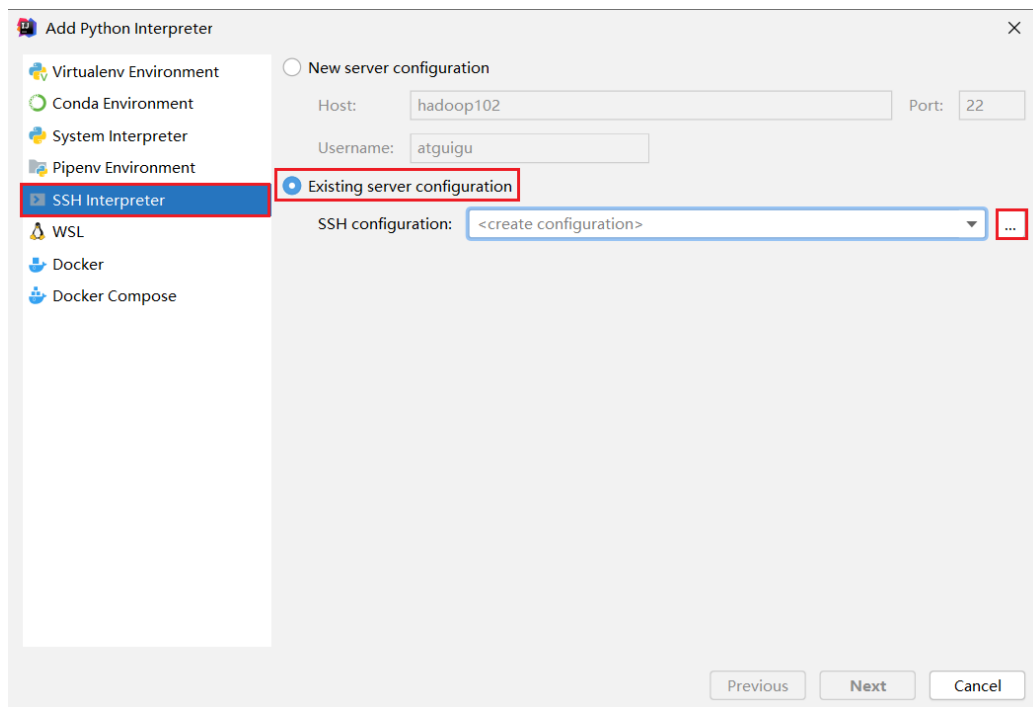 Add Python Interpreter
Virtualenv Environment
Conda Environment
System Interpreter
Pipenv Environment
SSH Interpreter
WSL
Docker
Docker Compose
New server configuration
Host: hadoop102 Port: 22
Username: atguigu
Existing server configuration
SSH configuration: <create configuration> ...
Previous Next Cancel